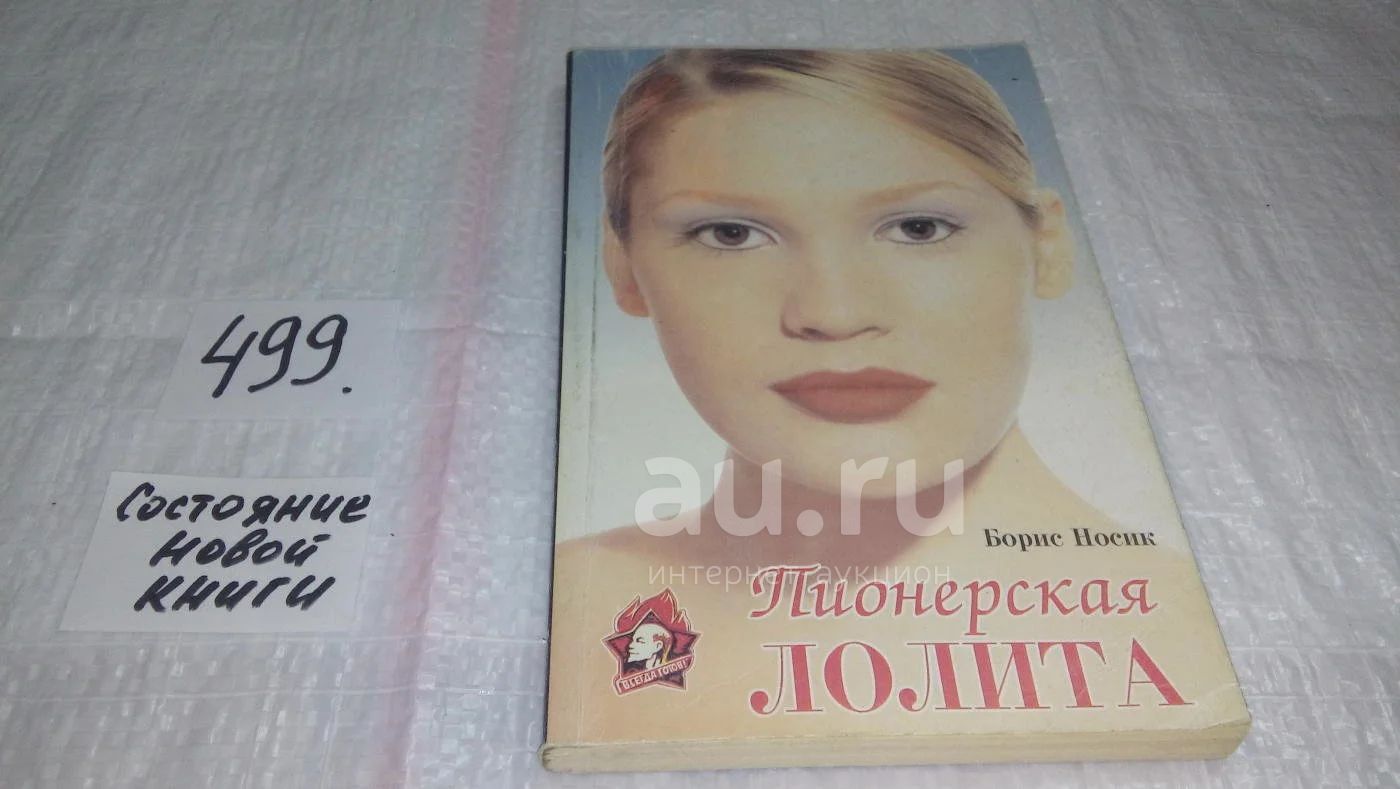 499.
Состояние
новой
книги
au.ru
интернет аукцион
Борис Носик
Пионерская
ЛОЛИТА
ВСЕГДА ГОТОВ!